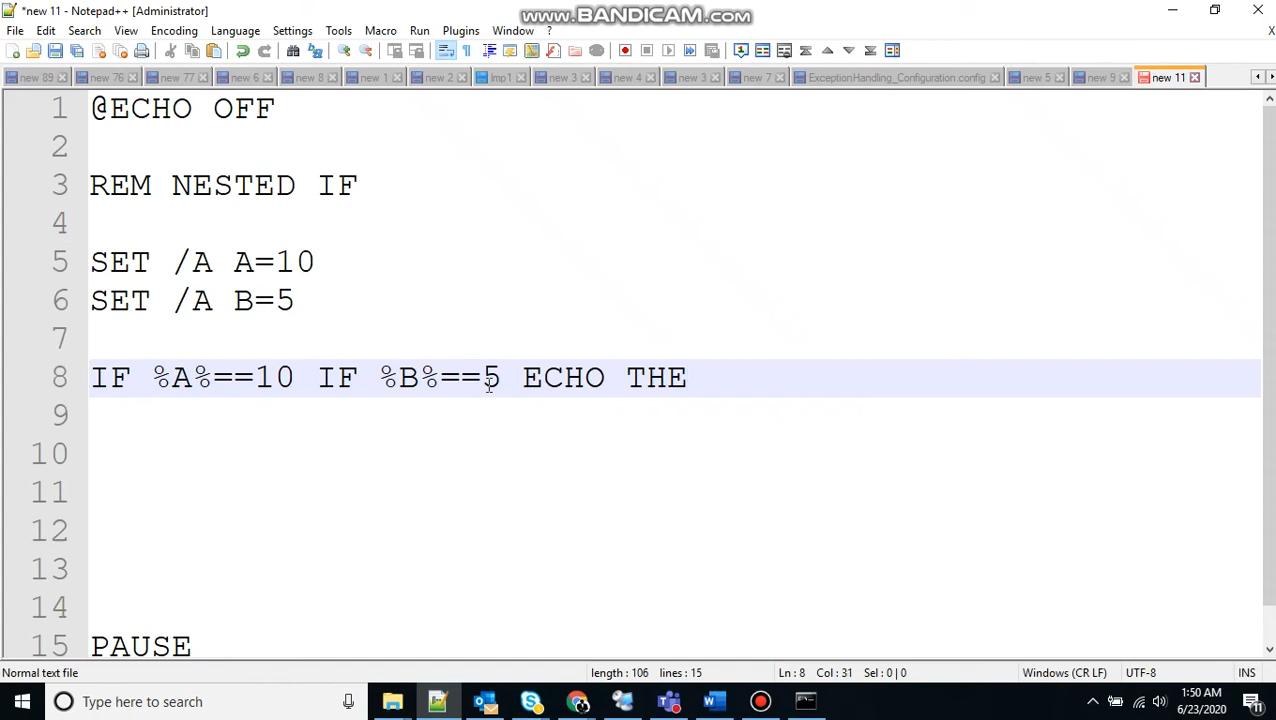 *new 11 - Notepad++ [Administrator]
www.BANDICAM.com
File Edit Search View Encoding Language Settings Tools Macro Run Plugins Window ?
new 89 new 76 new 77 new 6 new 8 new 1 new 2 Imp1 new 3 new 4 new 3 new 7 ExceptionHandling_Configuration.config new 5 new 9 new 11
1 @ECHO OFF
2
3 REM NESTED IF
4
5 SET /A A=10
6 SET /A B=5
7
8 IF %A%==10 IF %B%==5 ECHO THE
9
10
11
12
13
14
15 PAUSE
Normal text file length : 106 lines : 15 Ln : 8 Col : 31 Sel : 0 | 0 Windows (CR LF) UTF-8 INS
Type here to search
1:50 AM
6/23/2020
11